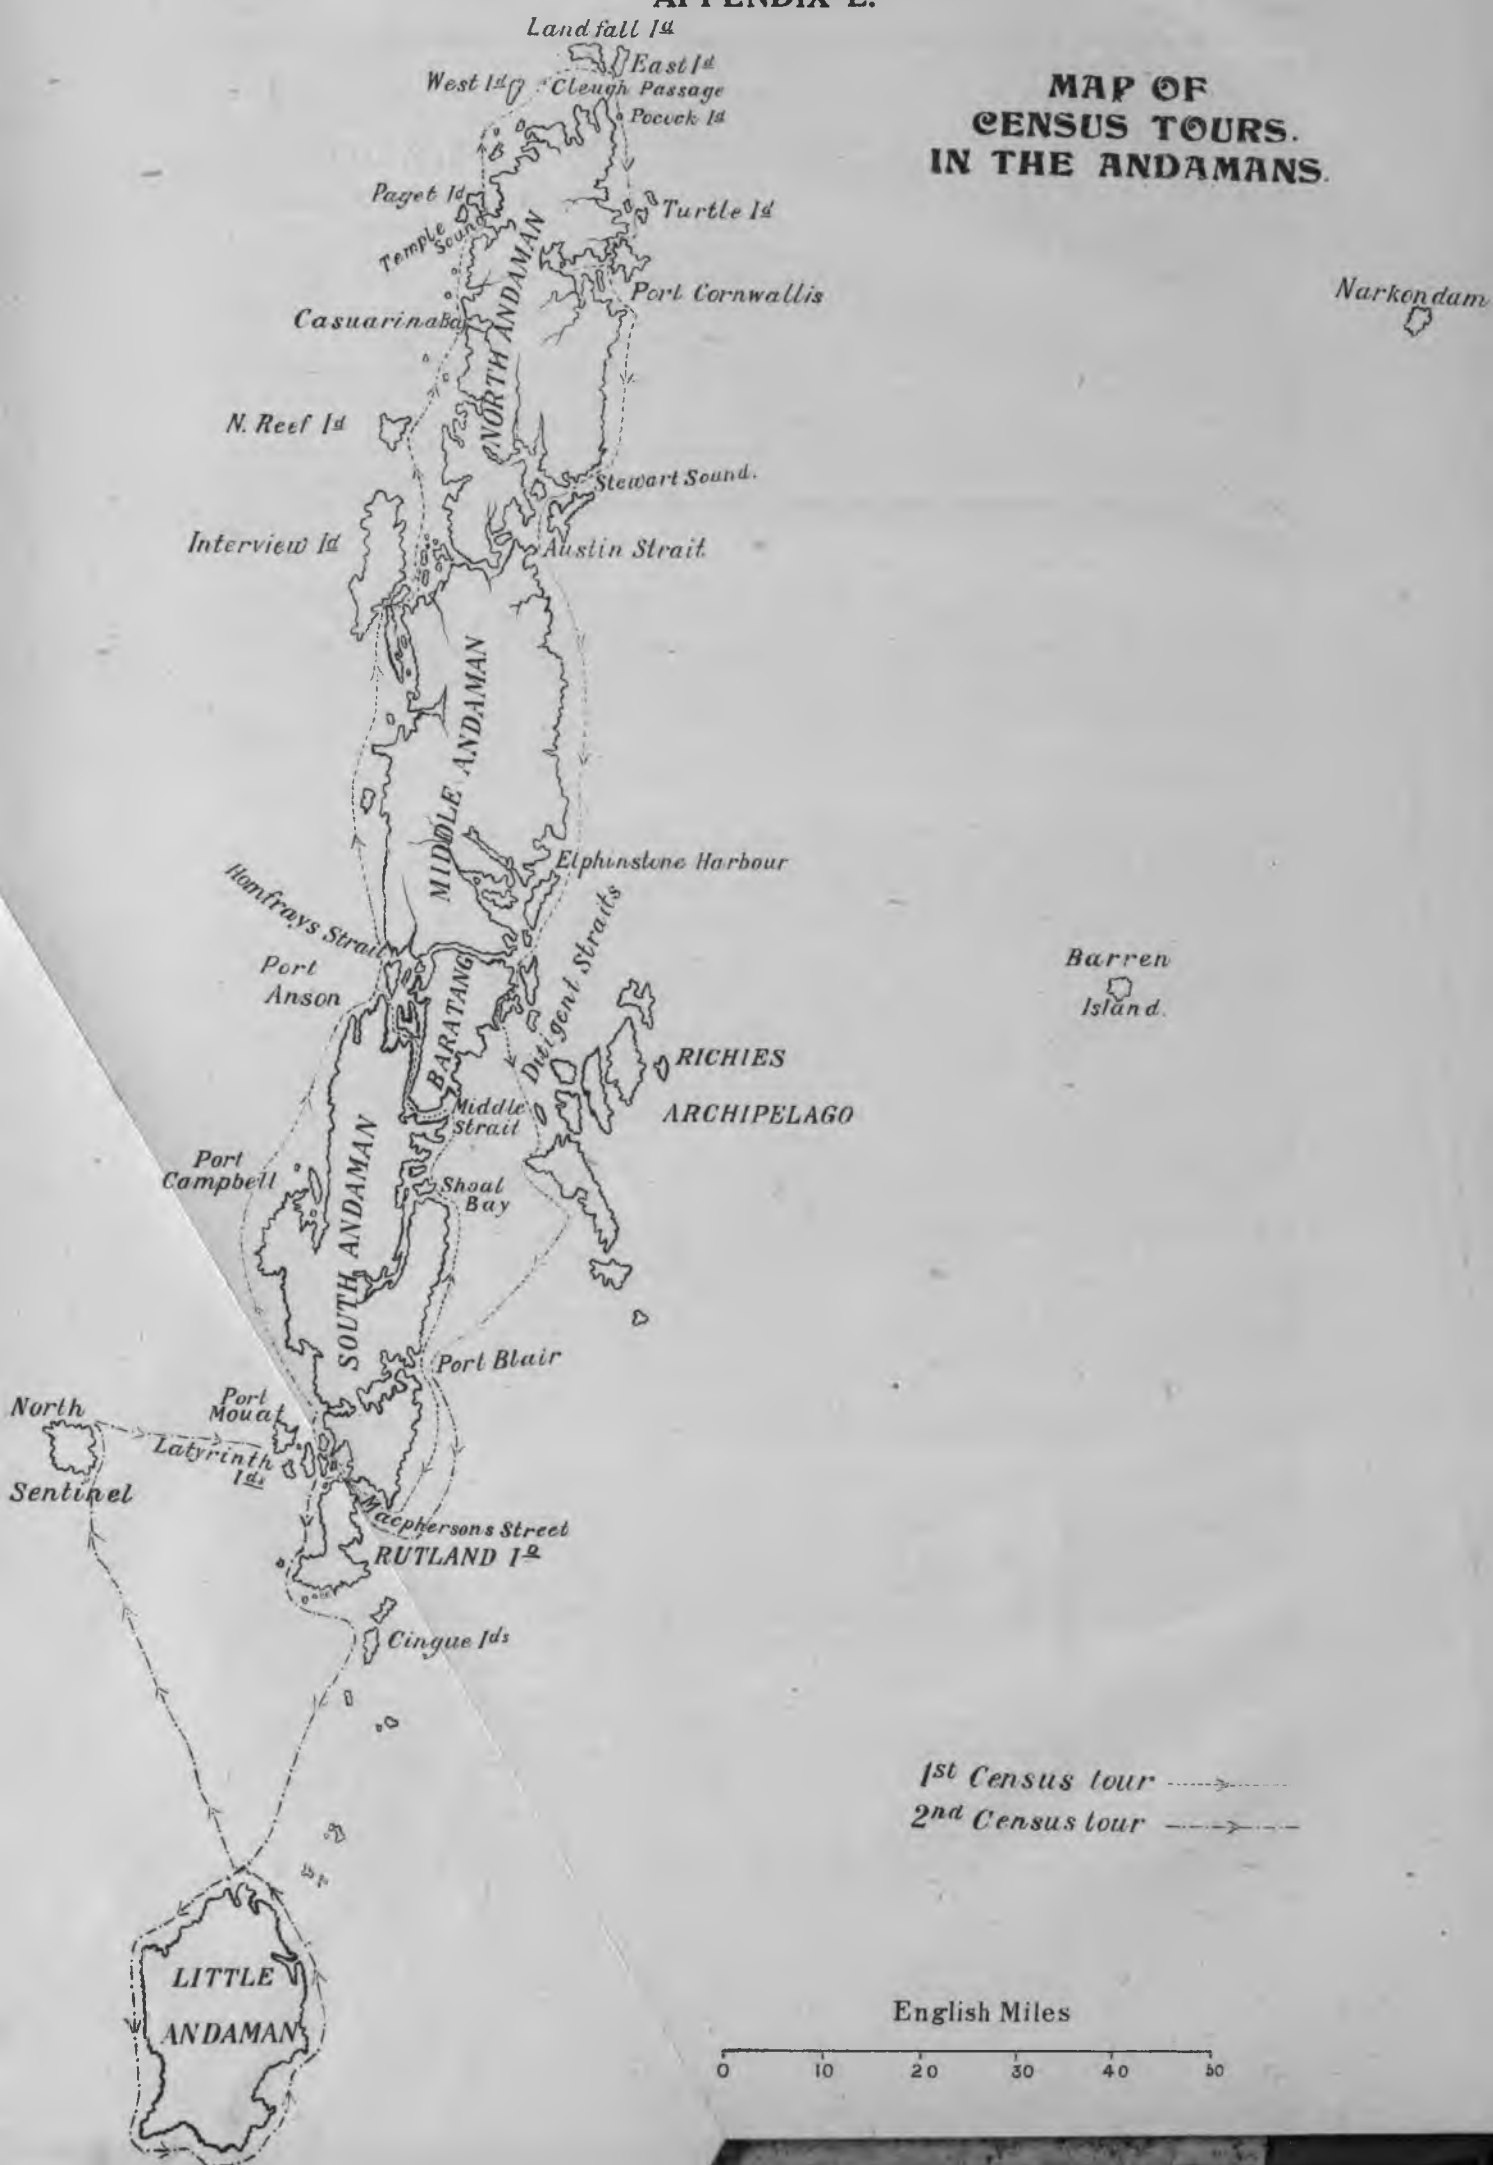 APPENDIX E.
MAP OF
CENSUS TOURS.
IN THE ANDAMANS.
Landfall Id
East Id
West Id
Cleugh Passage
Pocock Id
Paget Id
Temple Sound
Turtle Id
Port Cornwallis
Narkondam
Casuarina Bay
NORTH ANDAMAN
N. Reef Id
Stewart Sound.
Interview Id
Austin Strait
MIDDLE ANDAMAN
Elphinstone Harbour
Homfrays Strait
Diligent Straits
Port
Anson
Barren
Island.
BARATANG
RICHIES
ARCHIPELAGO
Middle
Strait
Port
Campbell
Shoal
Bay
SOUTH ANDAMAN
Port Blair
North
Sentinel
Port
Mouat
Labyrinth
Ids
Macphersons Street
RUTLAND Id
Cinque Ids
1st Census tour
2nd Census tour
LITTLE
ANDAMAN
English Miles
0 10 20 30 40 50